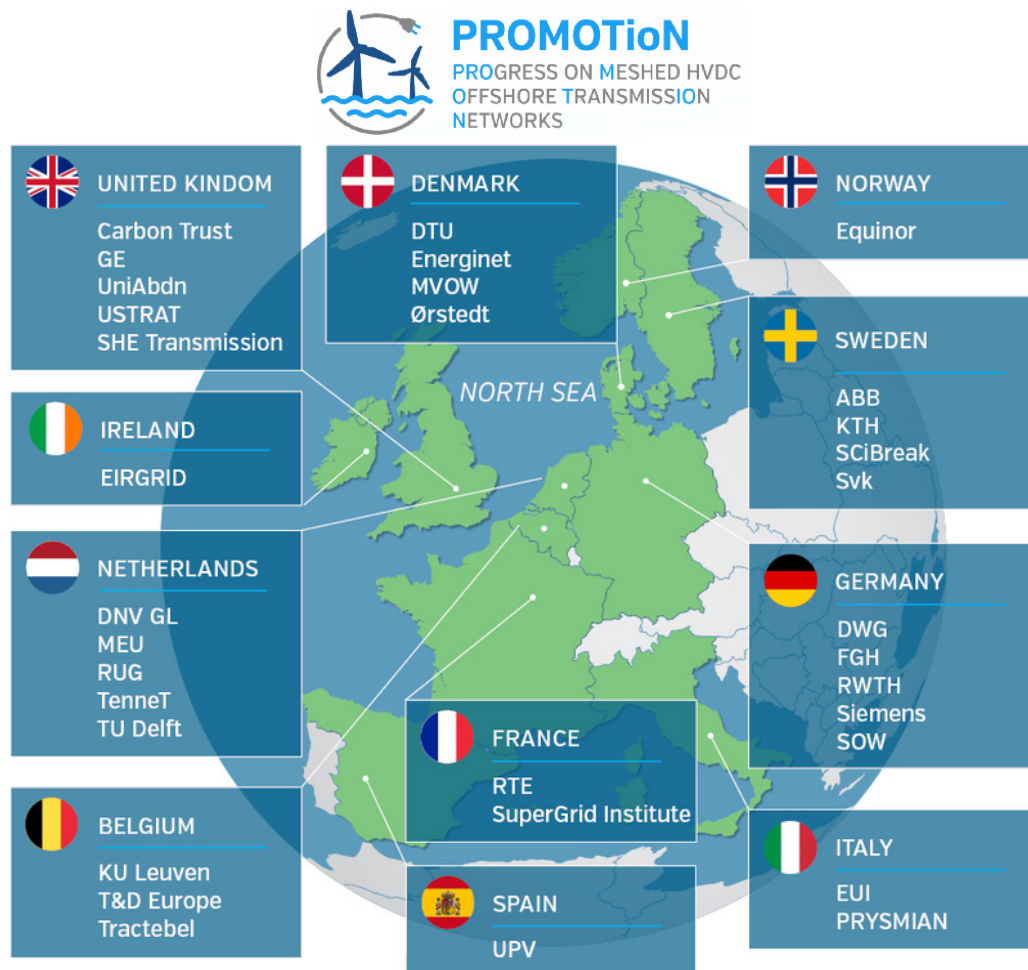 PROMOTioN
PROGRESS ON MESHED HVDC
OFFSHORE TRANSMISSION
NETWORKS
UNITED KINDOM
Carbon Trust
GE
UniAbdn
USTRAT
SHE Transmission
DENMARK
DTU
Energinet
MVOW
Ørstedt
NORWAY
Equinor
SWEDEN
ABB
KTH
SCiBreak
Svk
NORTH SEA
IRELAND
EIRGRID
NETHERLANDS
DNV GL
MEU
RUG
TenneT
TU Delft
GERMANY
DWG
FGH
RWTH
Siemens
SOW
FRANCE
RTE
SuperGrid Institute
BELGIUM
KU Leuven
T&D Europe
Tractebel
SPAIN
UPV
ITALY
EUI
PRYSMIAN